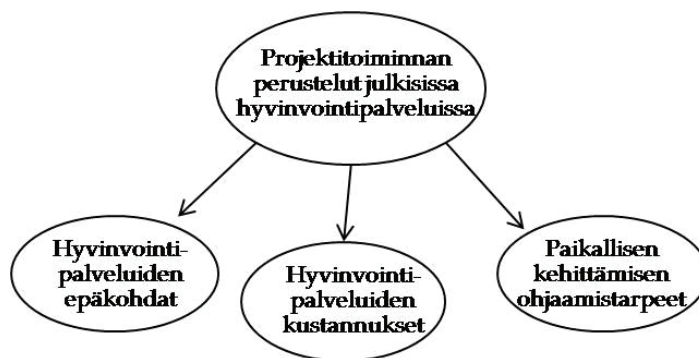 Projektitoiminnan
perustelut julkisissa
hyvinvointipalveluissa
Hyvinvointi-
palveluiden
epäkohdat
Hyvinvointi-
palveluiden
kustannukset
Paikallisen
kehittämisen
ohjaamistarpeet